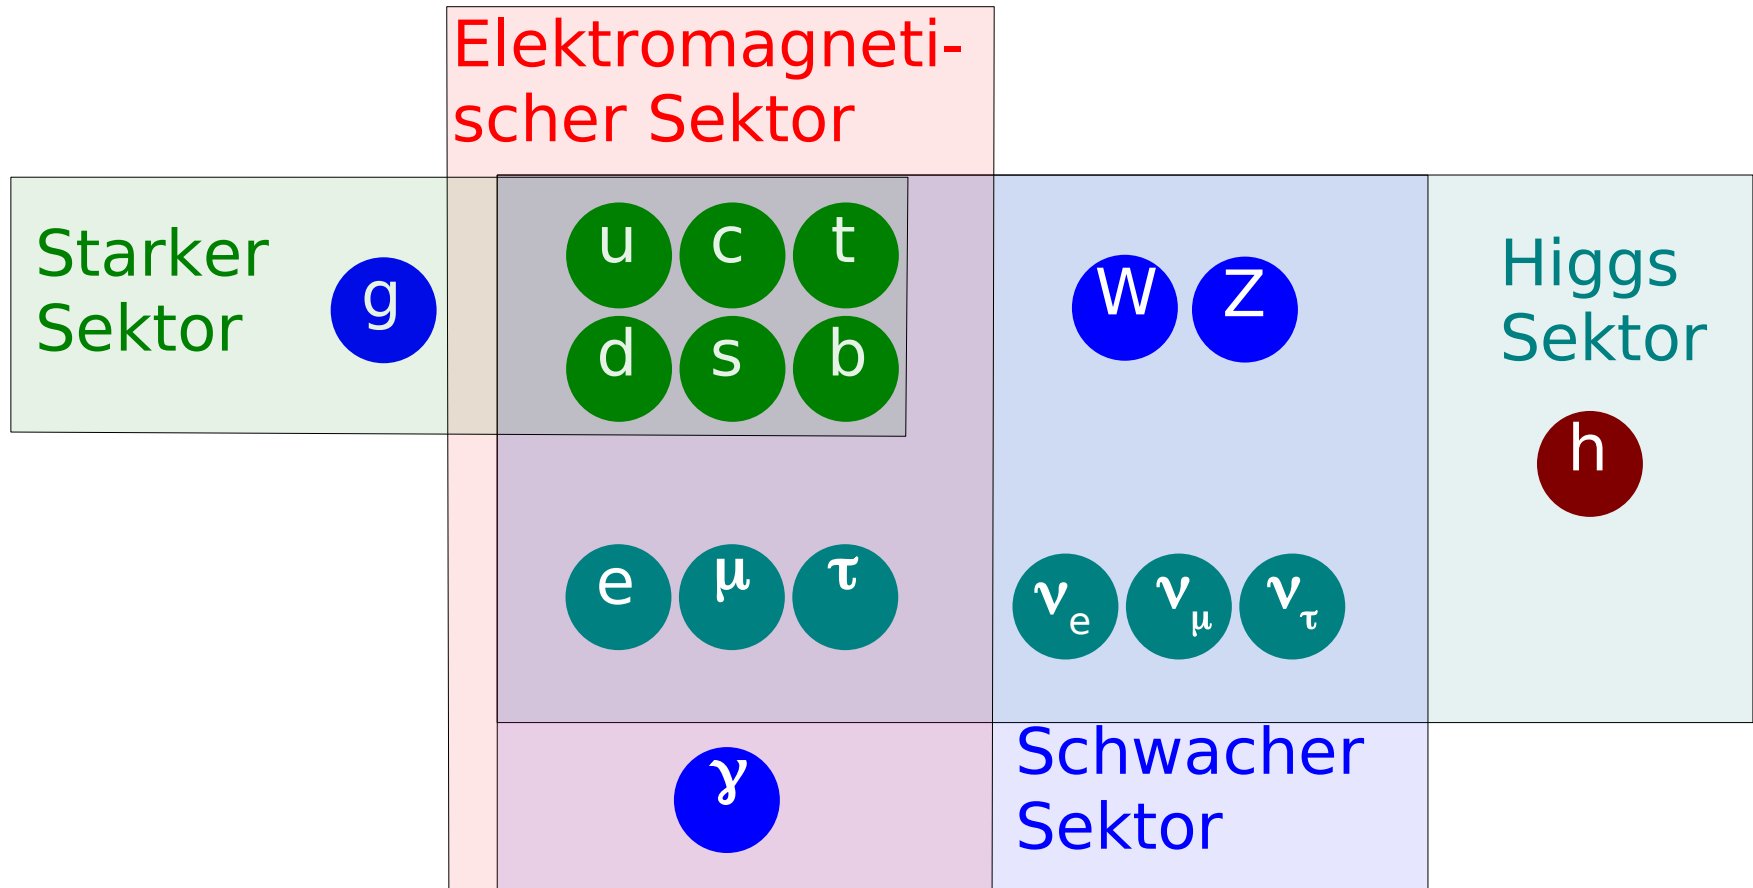 Elektromagneti-
scher Sektor
Starker
Sektor
g
u c t
d s b
W Z
Higgs
Sektor
h
e μ τ
νe νμ ντ
γ
Schwacher
Sektor